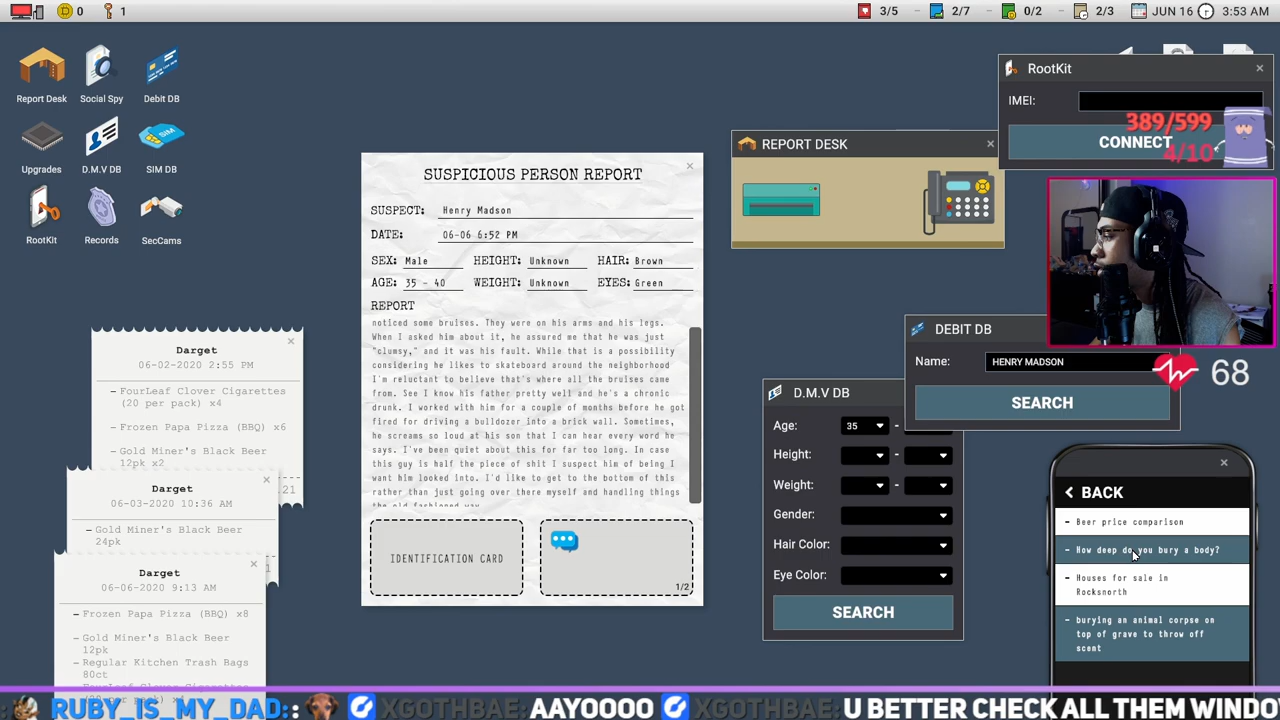 0
1
3/5
2/7
0/2
2/3
JUN 16
3:53 AM
Report Desk
Social Spy
Debit DB
Upgrades
D.M.V DB
SIM DB
RootKit
Records
SecCams
RootKit
IMEI:
CONNECT
389/599
4/10
REPORT DESK
SUSPICIOUS PERSON REPORT
SUSPECT: Henry Madson
DATE: 06-06 6:52 PM
SEX: Male HEIGHT: Unknown HAIR: Brown
AGE: 35 - 40 WEIGHT: Unknown EYES: Green
REPORT
noticed some bruises. They were on his arms and his legs.
When I asked him about it, he assured me that he was just
"clumsy," and it was his fault. While that is a possibility
considering he likes to skateboard around the neighborhood
I'm reluctant to believe that's where all the bruises came
from. See I know his father pretty well and he's a chronic
drunk. I worked with him for a couple of months before he got
fired for driving a bulldozer into a brick wall. Sometimes,
he screams so loud at his son that I can hear every word he
says. I've been quiet about this for far too long. In case
this guy is half the piece of shit I suspect him of being I
want him looked into. I'd like to get to the bottom of this
rather than just going over there myself and handling things
the old fashioned way.
IDENTIFICATION CARD
1/2
Darget
06-02-2020 2:55 PM
– FourLeaf Clover Cigarettes
(20 per pack) x4
– Frozen Papa Pizza (BBQ) x6
– Gold Miner's Black Beer
12pk x2
.21
Darget
06-03-2020 10:36 AM
– Gold Miner's Black Beer
24pk
Darget
06-06-2020 9:13 AM
– Frozen Papa Pizza (BBQ) x8
– Gold Miner's Black Beer
12pk
– Regular Kitchen Trash Bags
80ct
DEBIT DB
Name: HENRY MADSON
SEARCH
68
D.M.V DB
Age: 35 -
Height: -
Weight: -
Gender:
Hair Color:
Eye Color:
SEARCH
BACK
– Beer price comparison
– How deep do you bury a body?
– Houses for sale in
Rocksnorth
– burying an animal corpse on
top of grave to throw off
scent
RUBY_IS_MY_DAD:: XGOTHBAE: AAYOOOO XGOTHBAE: U BETTER CHECK ALL THEM WINDO